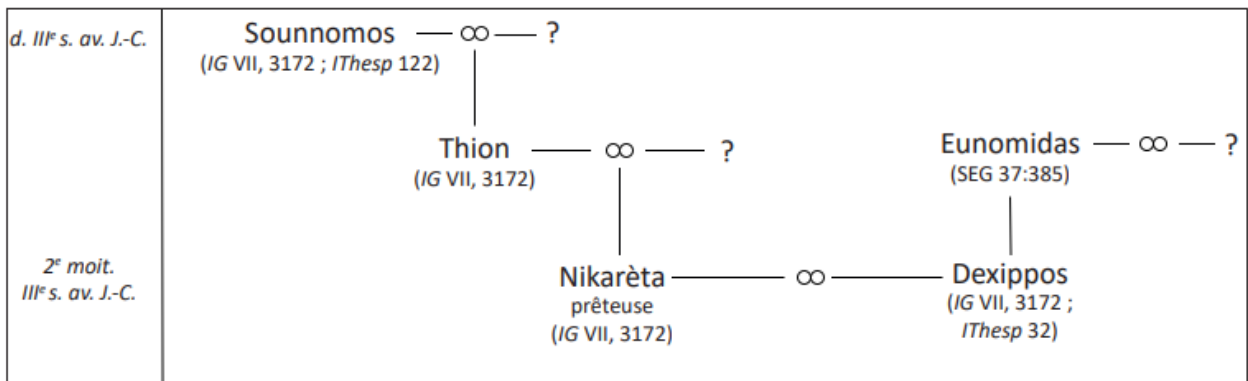 d. IIIᵉ s. av. J.-C.
Sounnomos ∞ ?
(IG VII, 3172 ; IThesp 122)
Thion ∞ ?
(IG VII, 3172)
Eunomidas ∞ ?
(SEG 37:385)
2ᵉ moit.
IIIᵉ s. av. J.-C.
Nikarèta ∞ Dexippos
prêteuse
(IG VII, 3172)
(IG VII, 3172 ;
IThesp 32)